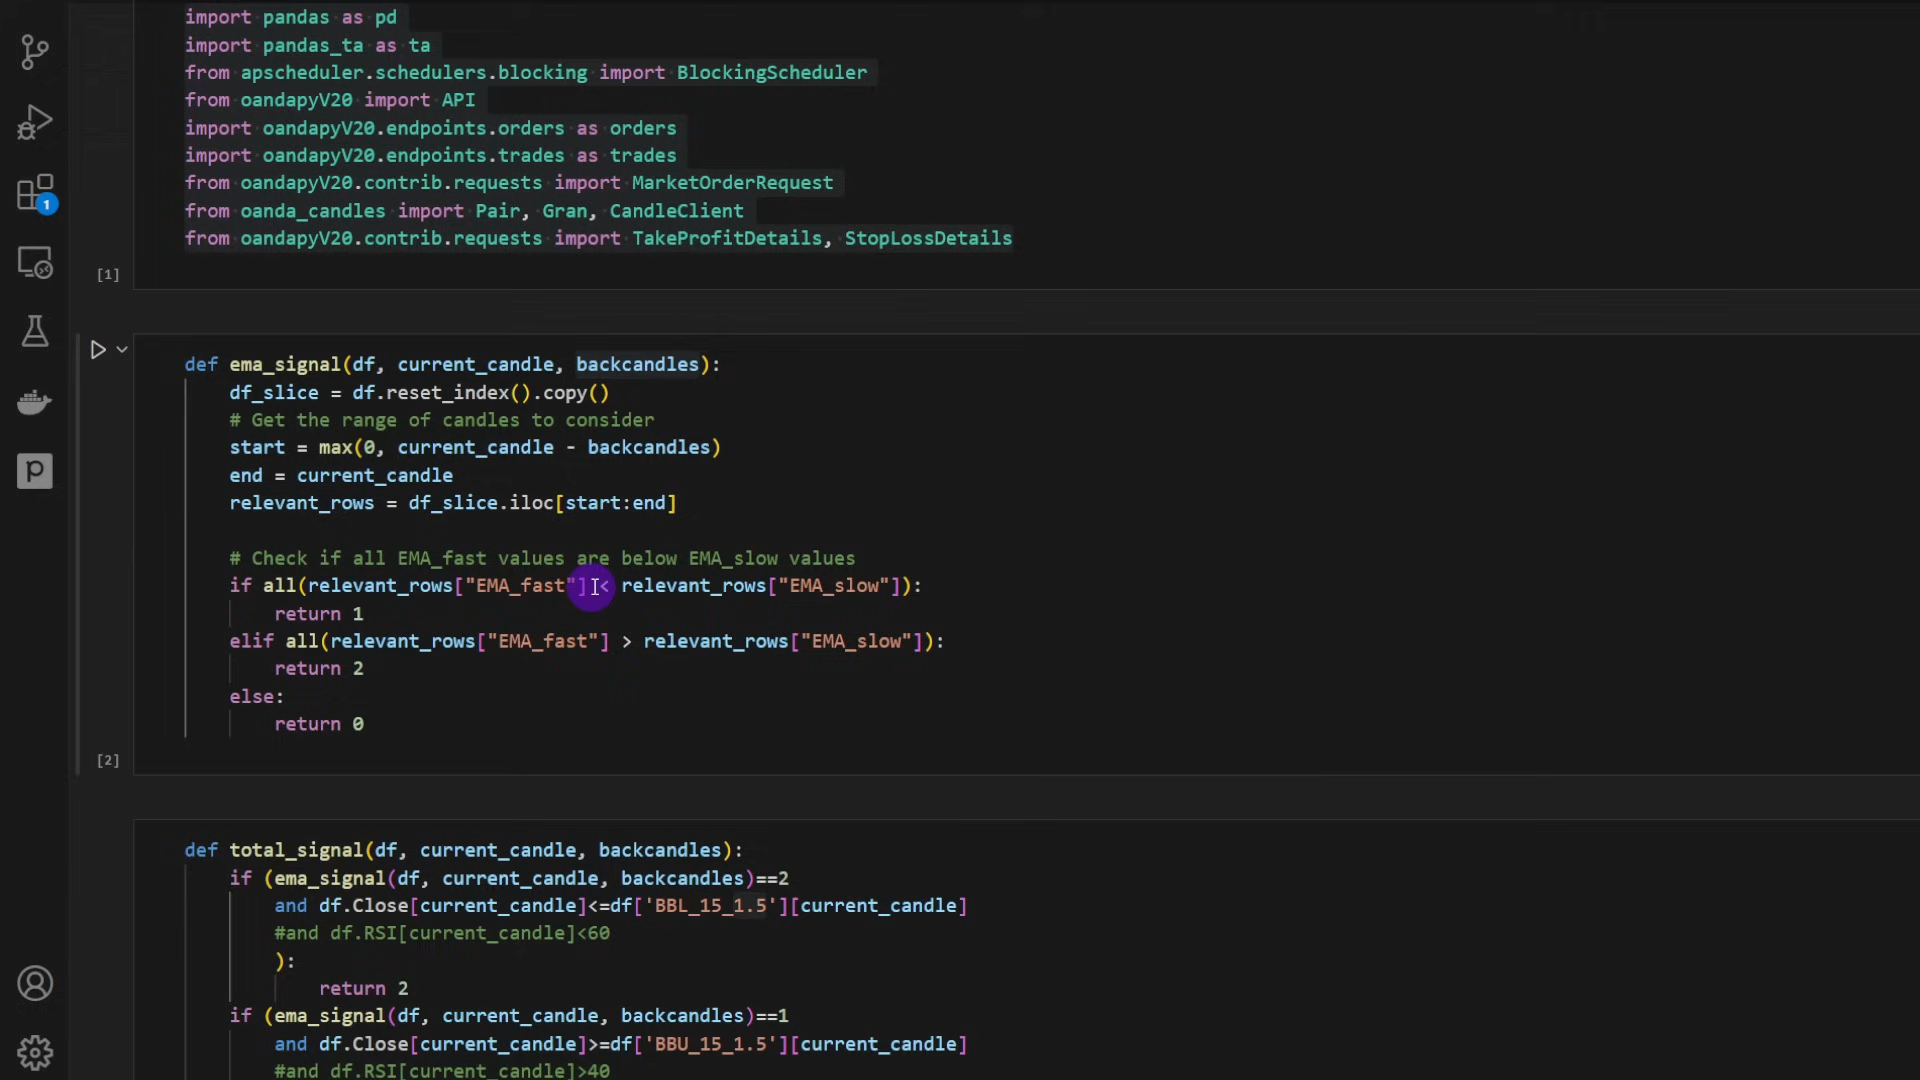 import pandas as pd
import pandas_ta as ta
from apscheduler.schedulers.blocking import BlockingScheduler
from oandapyV20 import API
import oandapyV20.endpoints.orders as orders
import oandapyV20.endpoints.trades as trades
from oandapyV20.contrib.requests import MarketOrderRequest
from oanda_candles import Pair, Gran, CandleClient
from oandapyV20.contrib.requests import TakeProfitDetails, StopLossDetails
[1]
1
def ema_signal(df, current_candle, backcandles):
    df_slice = df.reset_index().copy()
    # Get the range of candles to consider
    start = max(0, current_candle - backcandles)
    end = current_candle
    relevant_rows = df_slice.iloc[start:end]
    # Check if all EMA_fast values are below EMA_slow values
    if all(relevant_rows["EMA_fast"] < relevant_rows["EMA_slow"]):
        return 1
    elif all(relevant_rows["EMA_fast"] > relevant_rows["EMA_slow"]):
        return 2
    else:
        return 0
[2]
def total_signal(df, current_candle, backcandles):
    if (ema_signal(df, current_candle, backcandles)==2
        and df.Close[current_candle]<=df['BBL_15_1.5'][current_candle]
        #and df.RSI[current_candle]<60
        ):
            return 2
    if (ema_signal(df, current_candle, backcandles)==1
        and df.Close[current_candle]>=df['BBU_15_1.5'][current_candle]
        #and df.RSI[current_candle]>40